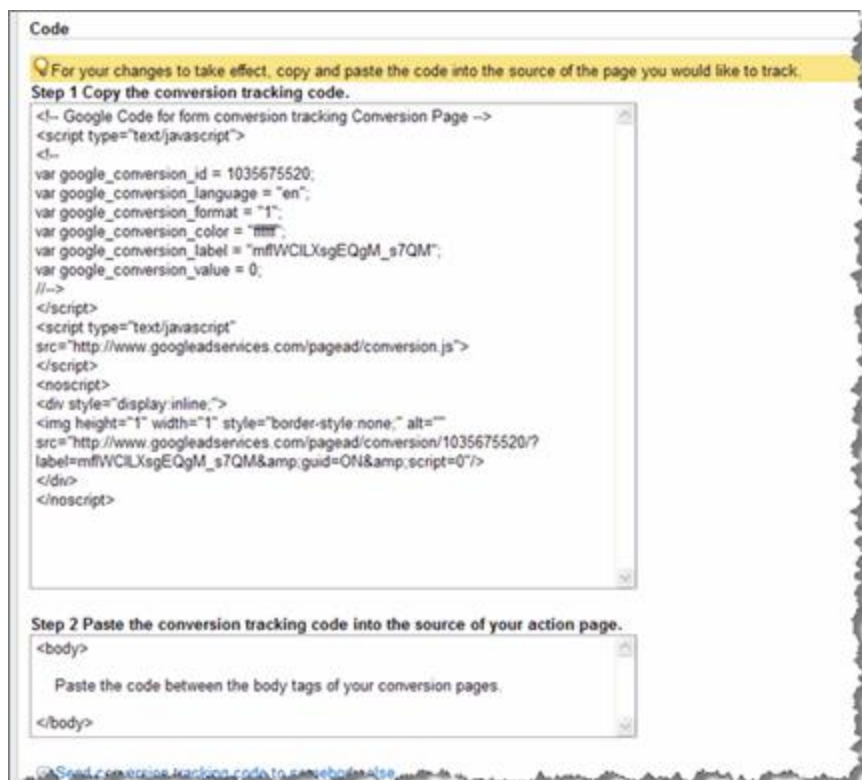 Code
For your changes to take effect, copy and paste the code into the source of the page you would like to track.
Step 1 Copy the conversion tracking code.
<!-- Google Code for form conversion tracking Conversion Page -->
<script type="text/javascript">
<!--
var google_conversion_id = 1035675520;
var google_conversion_language = "en";
var google_conversion_format = "1";
var google_conversion_color = "ffffff";
var google_conversion_label = "mflWCILXsgEQgM_s7QM";
var google_conversion_value = 0;
//-->
</script>
<script type="text/javascript"
src="http://www.googleadservices.com/pagead/conversion.js">
</script>
<noscript>
<div style="display:inline;">
<img height="1" width="1" style="border-style:none;" alt=""
src="http://www.googleadservices.com/pagead/conversion/1035675520/?
label=mflWCILXsgEQgM_s7QM&amp;guid=ON&amp;script=0"/>
</div>
</noscript>
Step 2 Paste the conversion tracking code into the source of your action page.
<body>
Paste the code between the body tags of your conversion pages.
</body>
Send conversion tracking code to somebody else